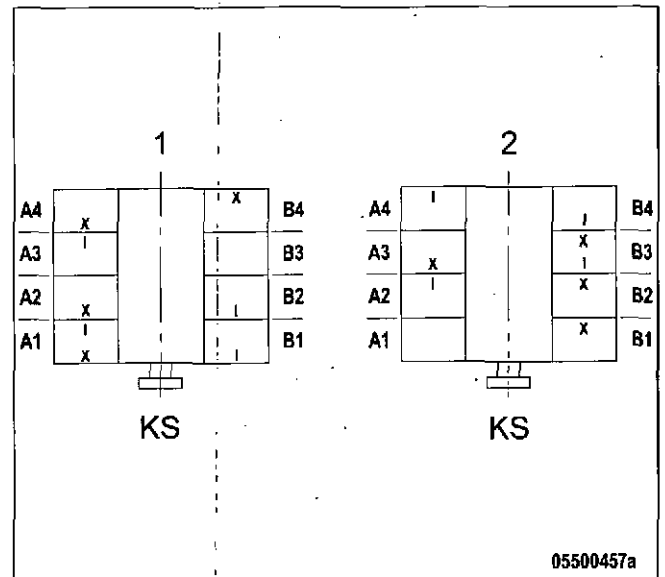 1 2
X
I
A4 B4 A4 B4
X I
I X
A3 B3 A3 B3
X I
I X
A2 B2 A2 B2
X I
I X
A1 B1 A1 B1
X I
KS KS
05500457a